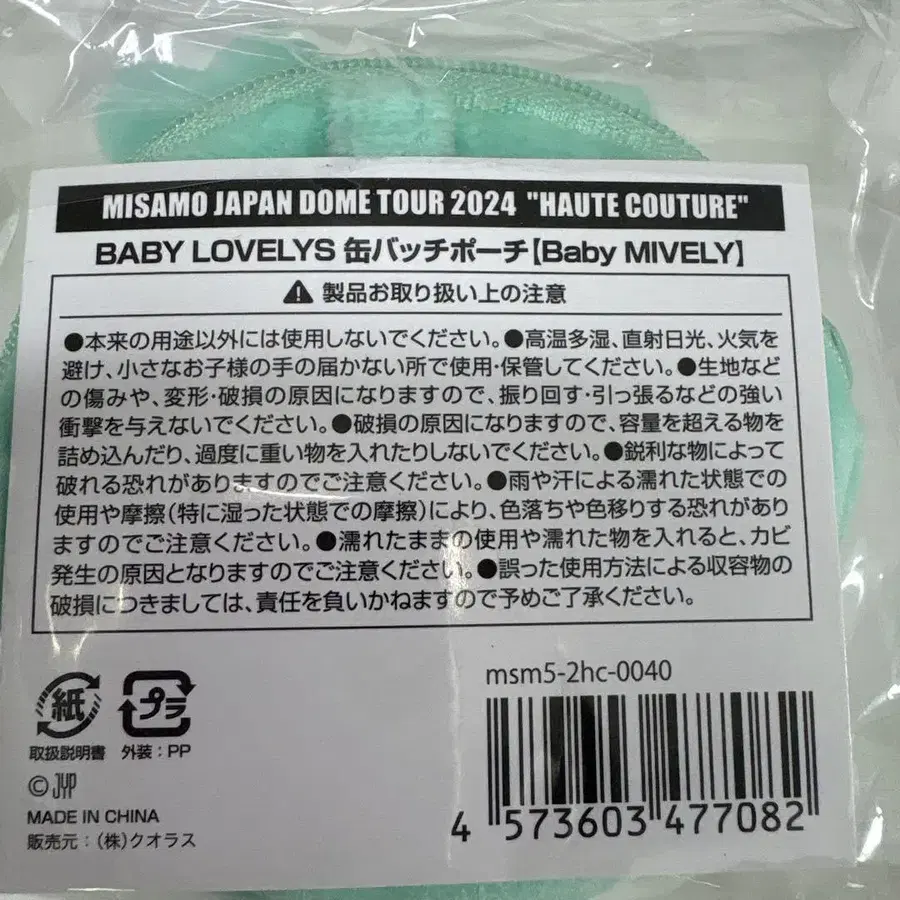 MISAMO JAPAN DOME TOUR 2024 "HAUTE COUTURE"
BABY LOVELYS 缶バッチポーチ【Baby MIVELY】
製品お取り扱い上の注意
●本来の用途以外には使用しないでください。●高温多湿、直射日光、火気を
避け、小さなお子様の手の届かない所で使用・保管してください。●生地など
の傷みや、変形・破損の原因になりますので、振り回す・引っ張るなどの強い
衝撃を与えないでください。●破損の原因になりますので、容量を超える物を
詰め込んだり、過度に重い物を入れたりしないでください。●鋭利な物によって
破れる恐れがありますのでご注意ください。●雨や汗による濡れた状態での
使用や摩擦(特に湿った状態での摩擦)により、色落ちや色移りする恐れがあり
ますのでご注意ください。●濡れたままの使用や濡れた物を入れると、カビ
発生の原因となりますのでご注意ください。●誤った使用方法による収容物の
破損につきましては、責任を負いかねますので予めご了承ください。
msm5-2hc-0040
紙 プラ
取扱説明書 外装:PP
© JYP
MADE IN CHINA
販売元:(株)クオラス
4 573603 477082